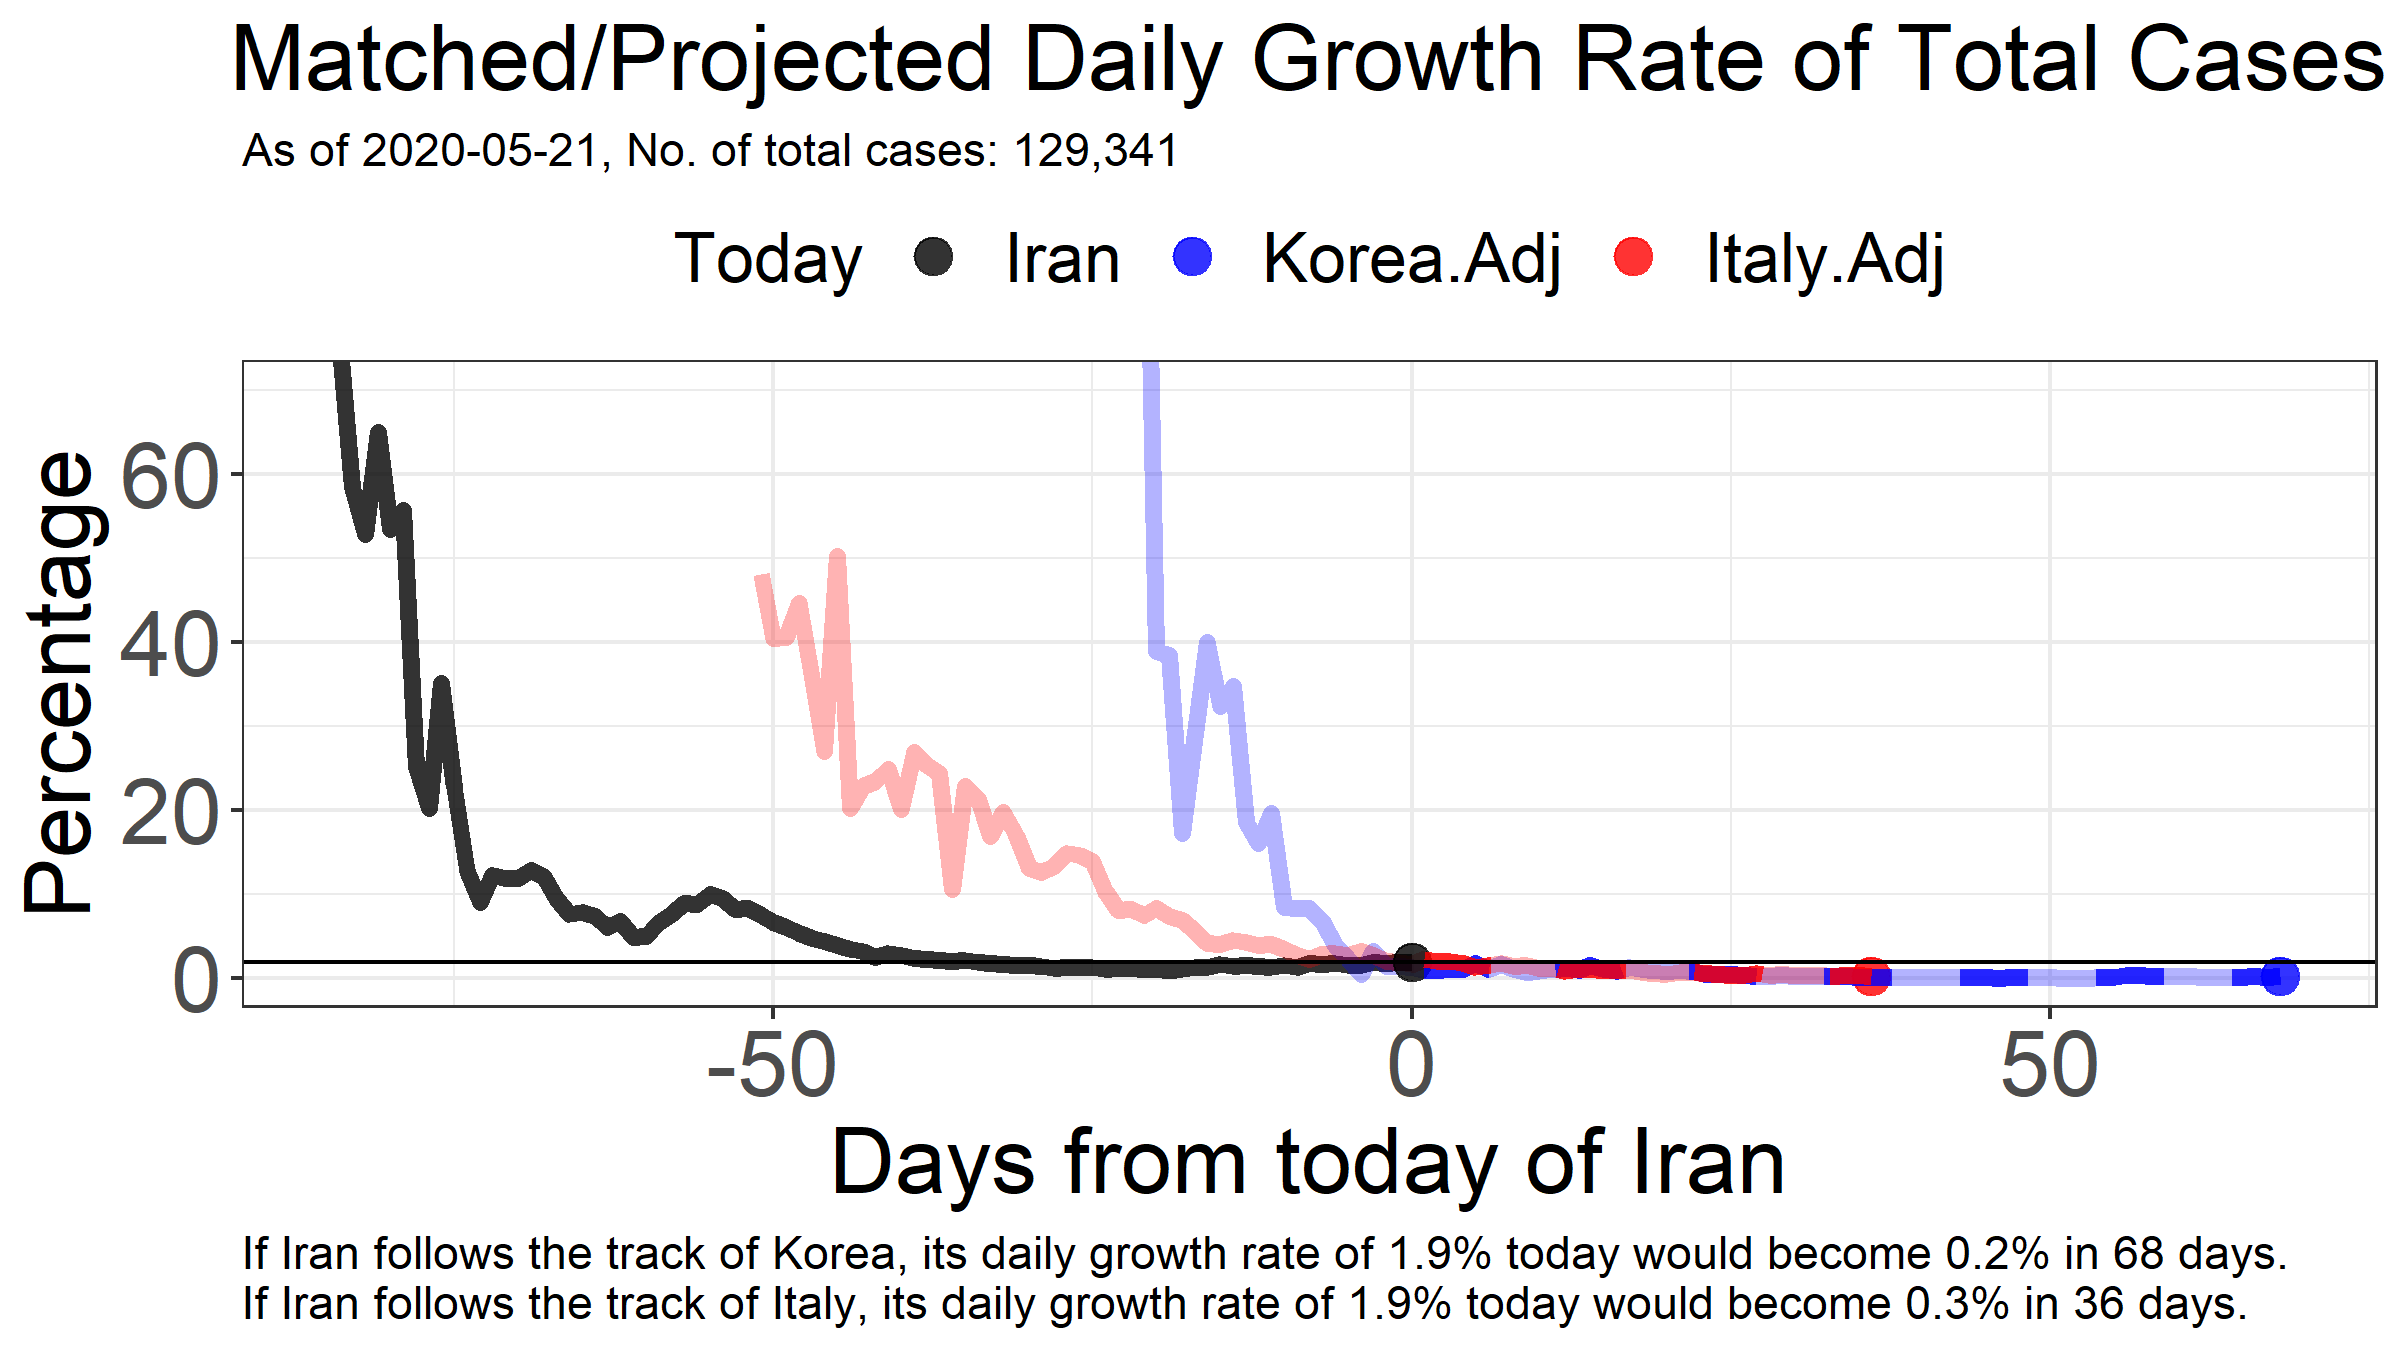 Matched/Projected Daily Growth Rate of Total Cases
As of 2020-05-21, No. of total cases: 129,341
Today Iran Korea.Adj Italy.Adj
Percentage
60
40
20
0
-50 0 50
Days from today of Iran
If Iran follows the track of Korea, its daily growth rate of 1.9% today would become 0.2% in 68 days.
If Iran follows the track of Italy, its daily growth rate of 1.9% today would become 0.3% in 36 days.